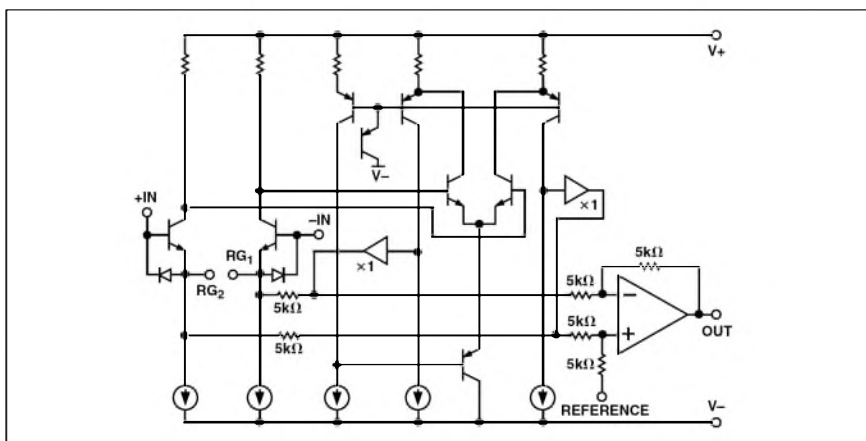 V+
V–
+IN
–IN
×1
RG1
RG2
×1
5kΩ
5kΩ
5kΩ
–
5kΩ
5kΩ
+
OUT
5kΩ
REFERENCE
V–